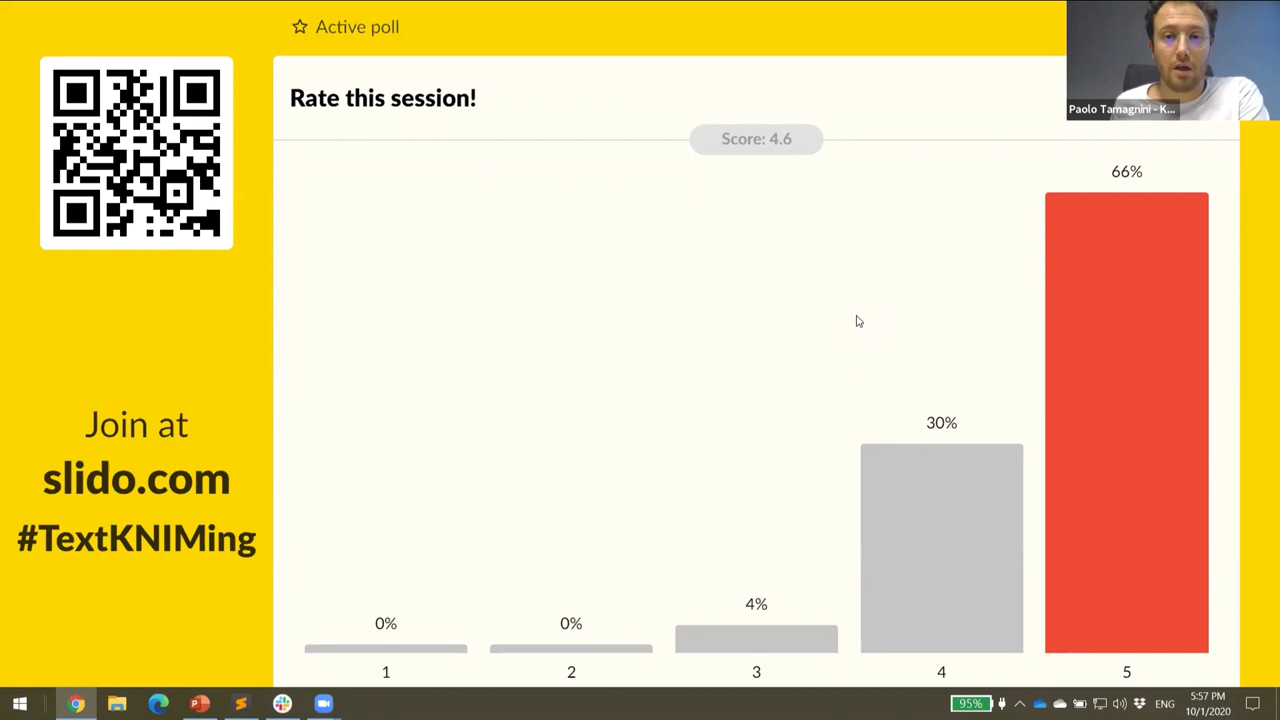 Active poll
Rate this session!
Score: 4.6
Paolo Tamagnini - K...
66%
30%
4%
0%
0%
1
2
3
4
5
Join at
slido.com
#TextKNIMing
95%
ENG
5:57 PM
10/1/2020